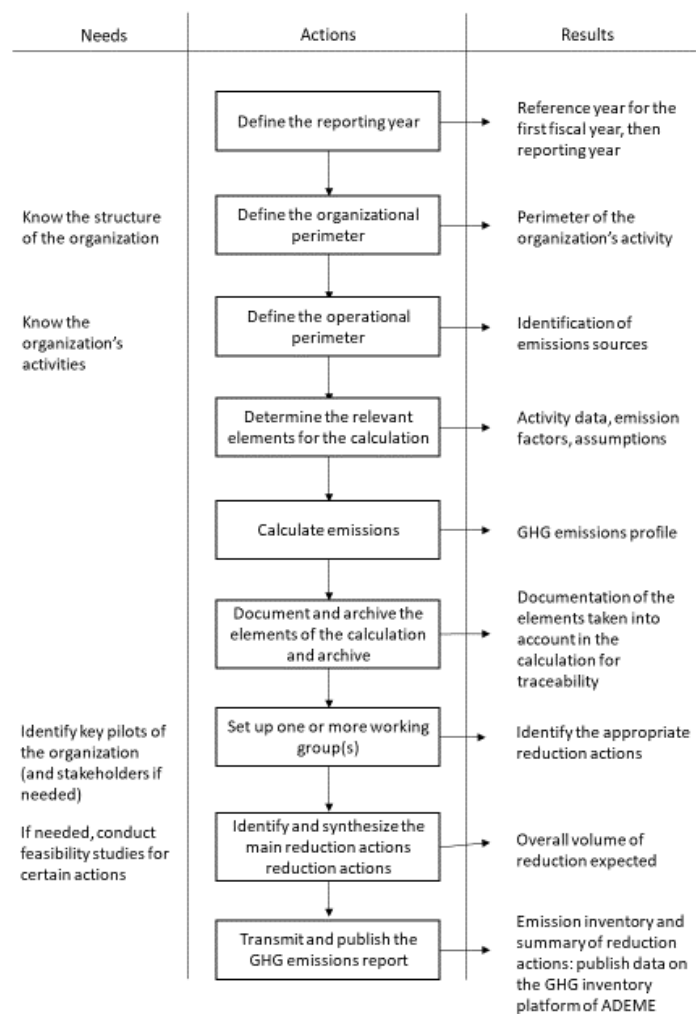 Needs
Actions
Results
Define the reporting year
Reference year for the
first fiscal year, then
reporting year
Know the structure
of the organization
Define the organizational
perimeter
Perimeter of the
organization's activity
Know the
organization's
activities
Define the operational
perimeter
Identification of
emissions sources
Determine the relevant
elements for the calculation
Activity data, emission
factors, assumptions
Calculate emissions
GHG emissions profile
Document and archive the
elements of the calculation
and archive
Documentation of the
elements taken into
account in the
calculation for
traceability
Identify key pilots of
the organization
(and stakeholders if
needed)
Set up one or more working
group(s)
Identify the appropriate
reduction actions
If needed, conduct
feasibility studies for
certain actions
Identify and synthesize the
main reduction actions
reduction actions
Overall volume of
reduction expected
Transmit and publish the
GHG emissions report
Emission inventory and
summary of reduction
actions: publish data on
the GHG inventory
platform of ADEME